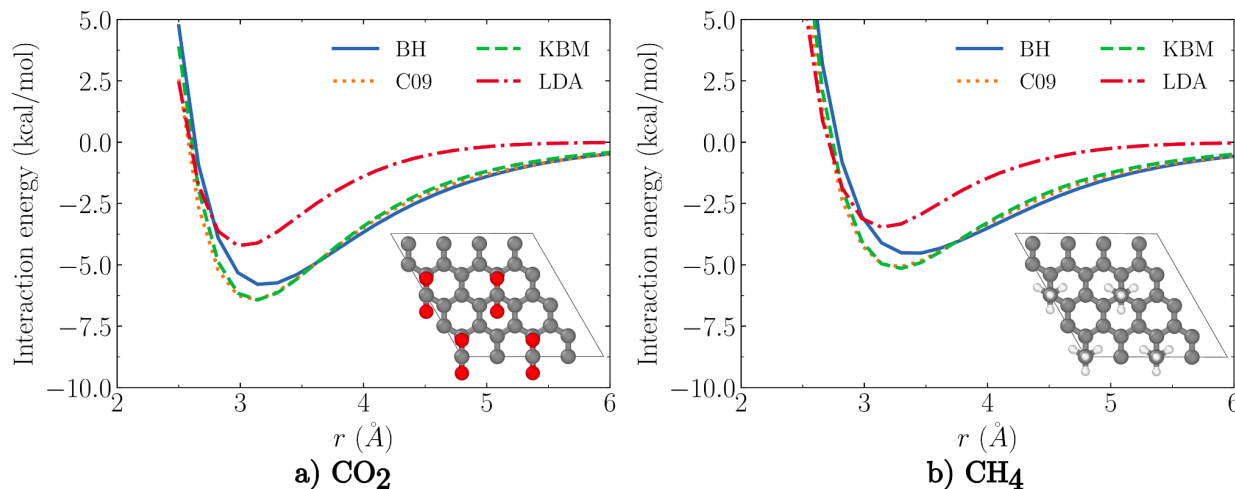 5.0
2.5
0.0
−2.5
−5.0
−7.5
−10.0
Interaction energy (kcal/mol)
BH
C09
KBM
LDA
2
3
4
5
6
r (Å)
a) CO2
5.0
2.5
0.0
−2.5
−5.0
−7.5
−10.0
Interaction energy (kcal/mol)
BH
C09
KBM
LDA
2
3
4
5
6
r (Å)
b) CH4